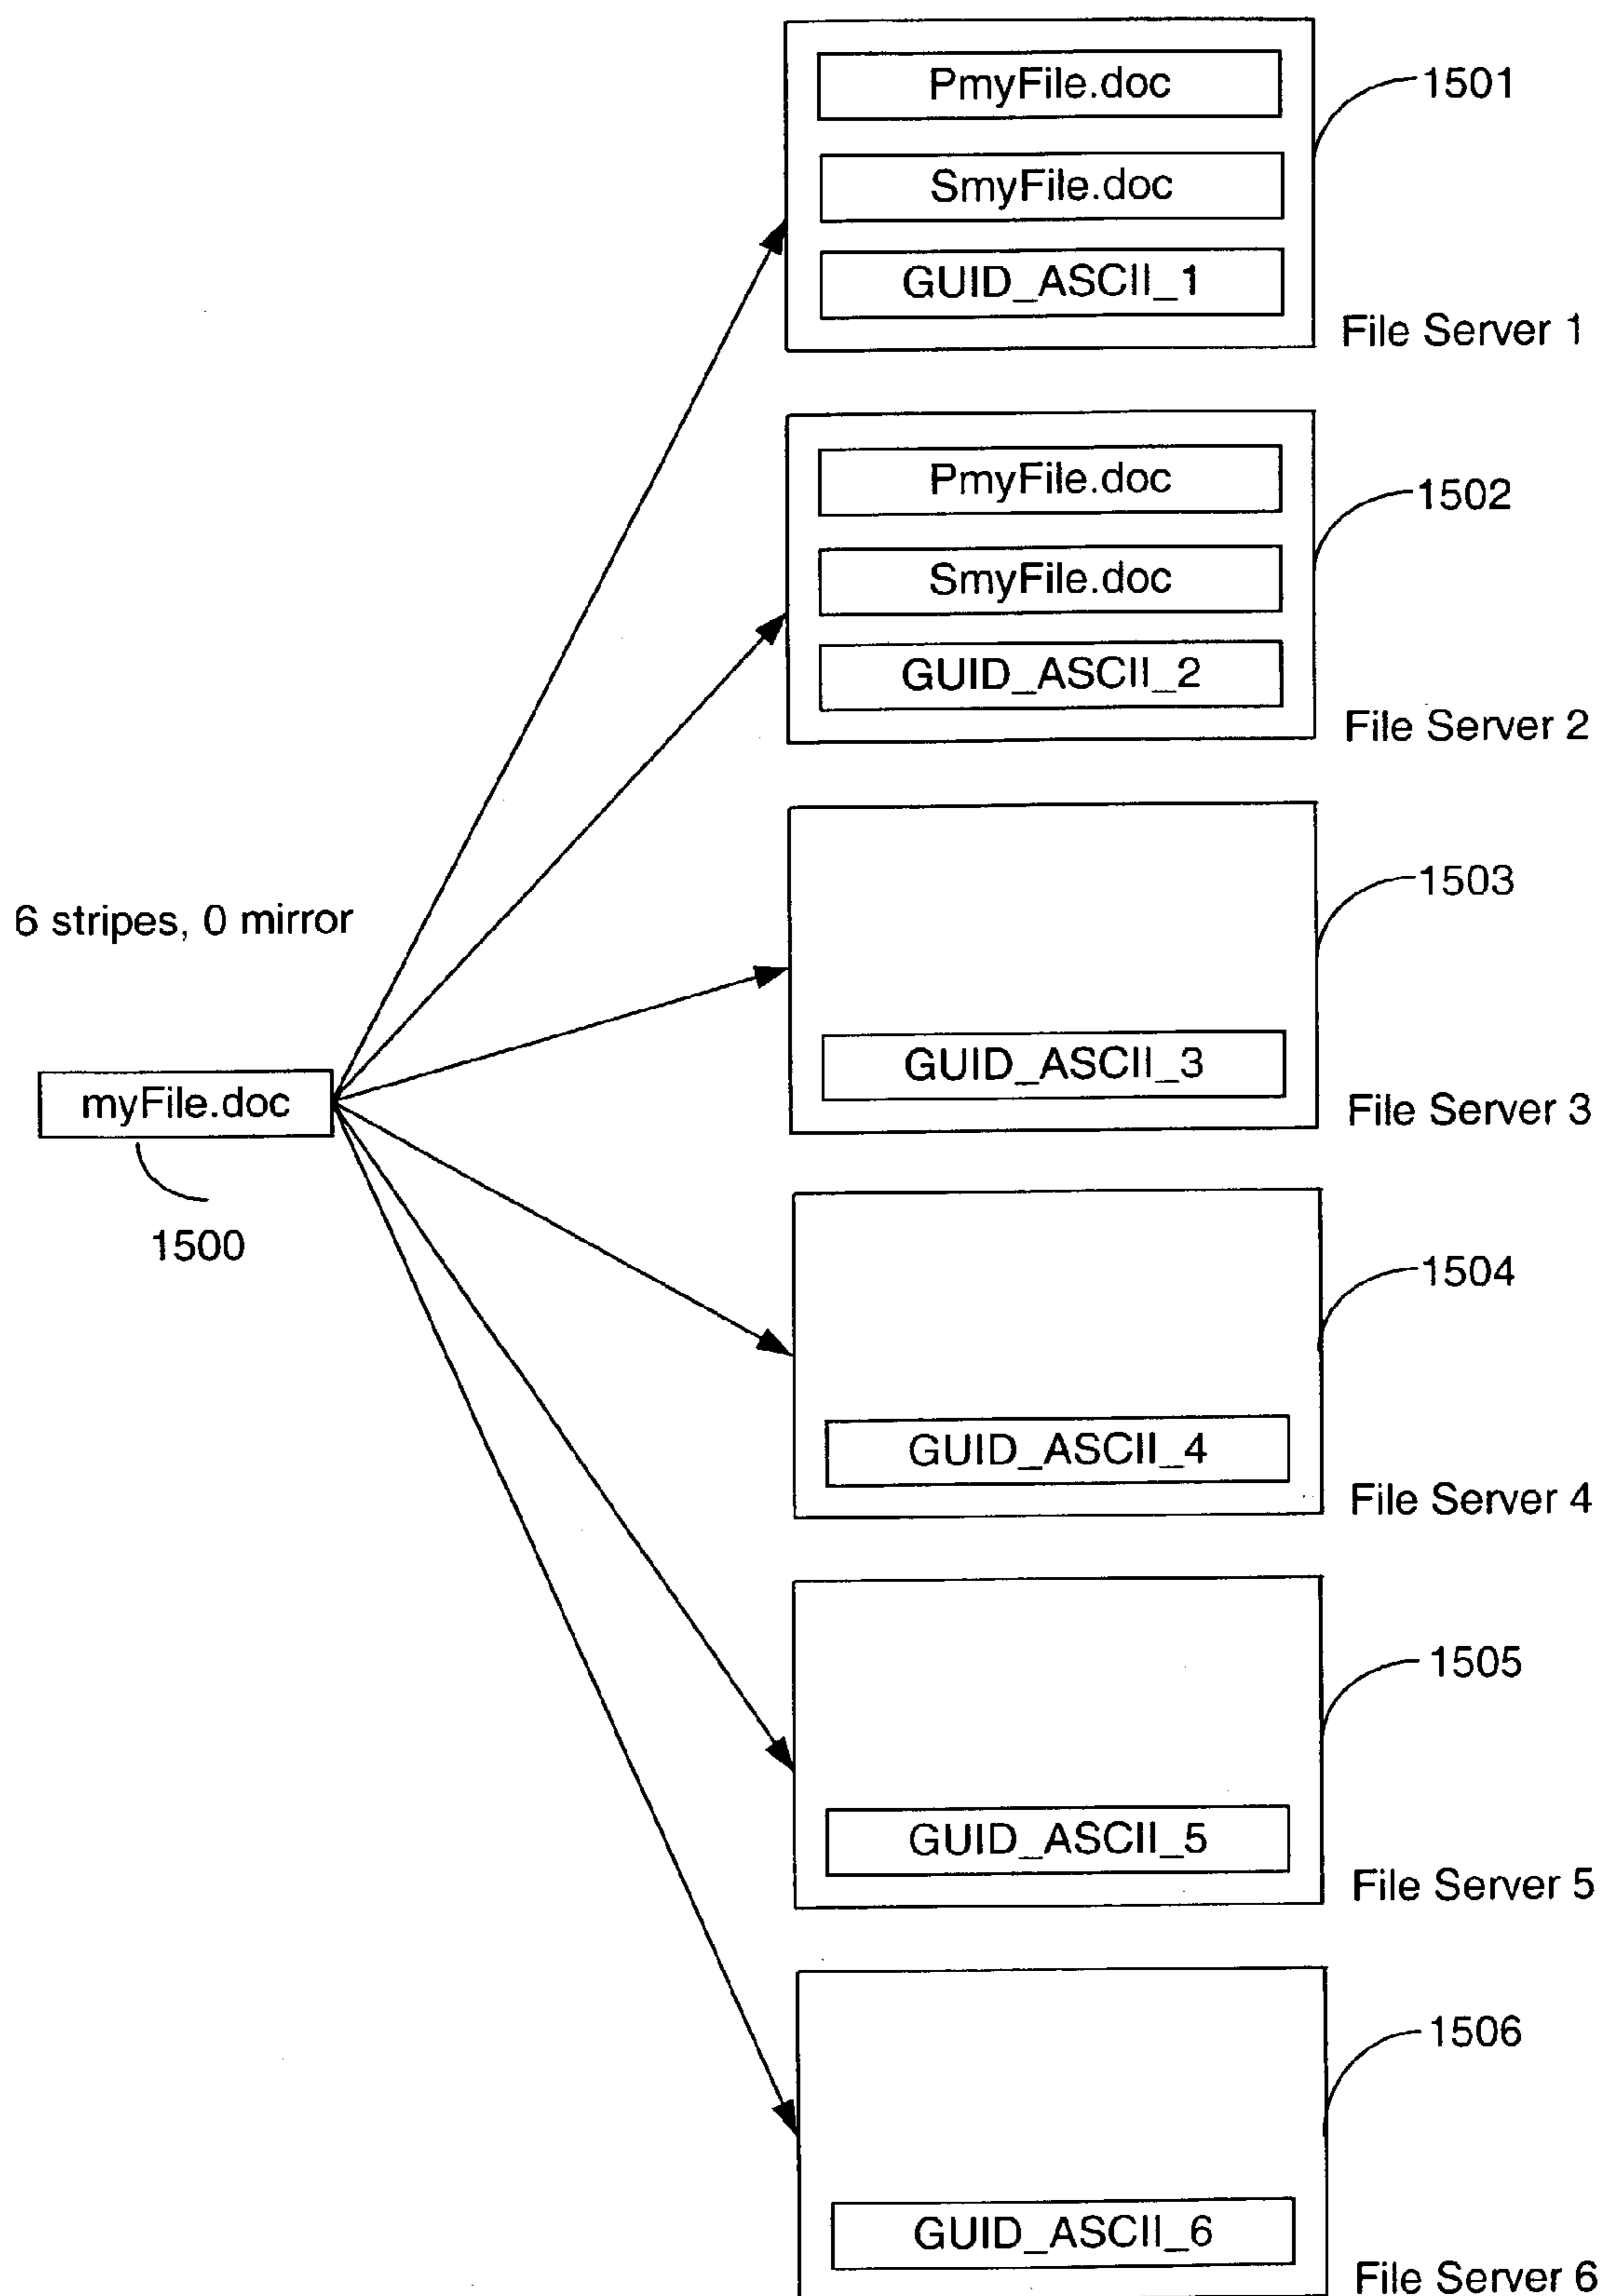 PmyFile.doc
1501
SmyFile.doc
GUID_ASCII_1
File Server 1
PmyFile.doc
1502
SmyFile.doc
GUID_ASCII_2
File Server 2
1503
6 stripes, 0 mirror
GUID_ASCII_3
myFile.doc
File Server 3
1500
1504
GUID_ASCII_4
File Server 4
1505
GUID_ASCII_5
File Server 5
1506
GUID_ASCII_6
File Server 6